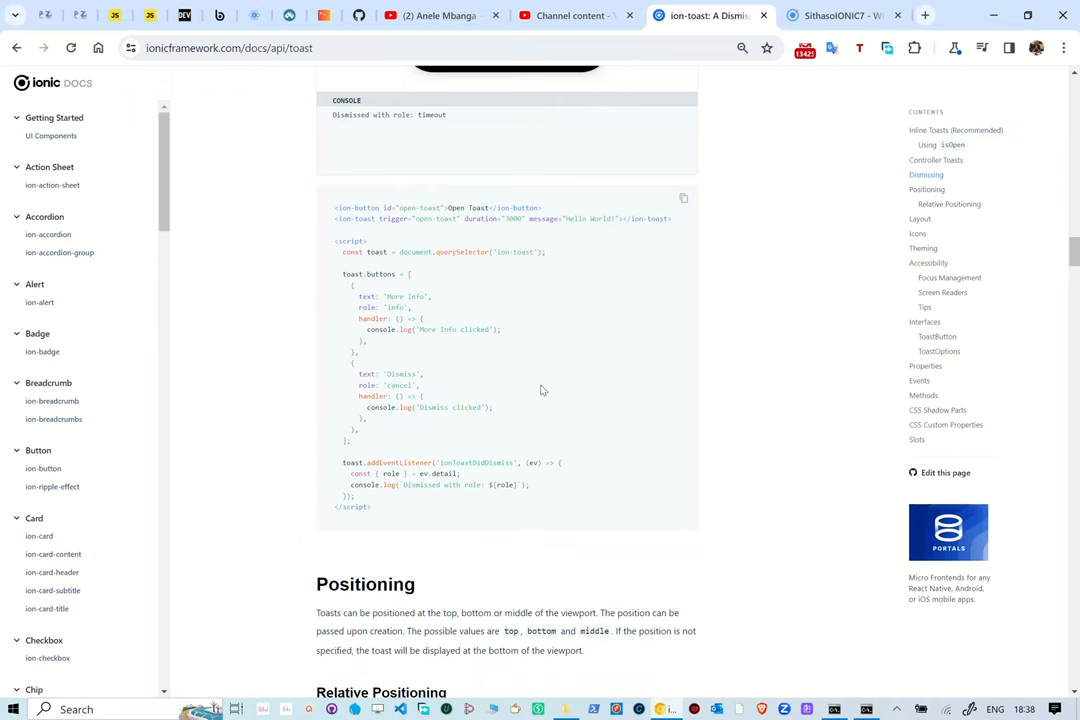 (2) Anele Mbanga -
Channel content -
ion-toast: A Dismis
SithasoIONIC7 - W
DEV
JS
JS
ionicframework.com/docs/api/toast
13425
ionic DOCS
Getting Started
UI Components
Action Sheet
ion-action-sheet
Accordion
ion-accordion
ion-accordion-group
Alert
ion-alert
Badge
ion-badge
Breadcrumb
ion-breadcrumb
ion-breadcrumbs
Button
ion-button
ion-ripple-effect
Card
ion-card
ion-card-content
ion-card-header
ion-card-subtitle
ion-card-title
Checkbox
ion-checkbox
Chip
CONSOLE
Dismissed with role: timeout
<ion-button id="open-toast">Open Toast</ion-button>
<ion-toast trigger="open-toast" duration="3000" message="Hello World!"></ion-toast>
<script>
const toast = document.querySelector('ion-toast');
toast.buttons = [
{
text: 'More Info',
role: 'info',
handler: () => {
console.log('More Info clicked');
},
},
{
text: 'Dismiss',
role: 'cancel',
handler: () => {
console.log('Dismiss clicked');
},
},
];
toast.addEventListener('ionToastDidDismiss', (ev) => {
const { role } = ev.detail;
console.log(`Dismissed with role: ${role}`);
});
</script>
Positioning
Toasts can be positioned at the top, bottom or middle of the viewport. The position can be
passed upon creation. The possible values are top, bottom and middle. If the position is not
specified, the toast will be displayed at the bottom of the viewport.
Relative Positioning
CONTENTS
Inline Toasts (Recommended)
Using isOpen
Controller Toasts
Dismissing
Positioning
Relative Positioning
Layout
Icons
Theming
Accessibility
Focus Management
Screen Readers
Tips
Interfaces
ToastButton
ToastOptions
Properties
Events
Methods
CSS Shadow Parts
CSS Custom Properties
Slots
Edit this page
PORTALS
Micro Frontends for any
React Native, Android,
or iOS mobile apps.
Search
ENG
18:38